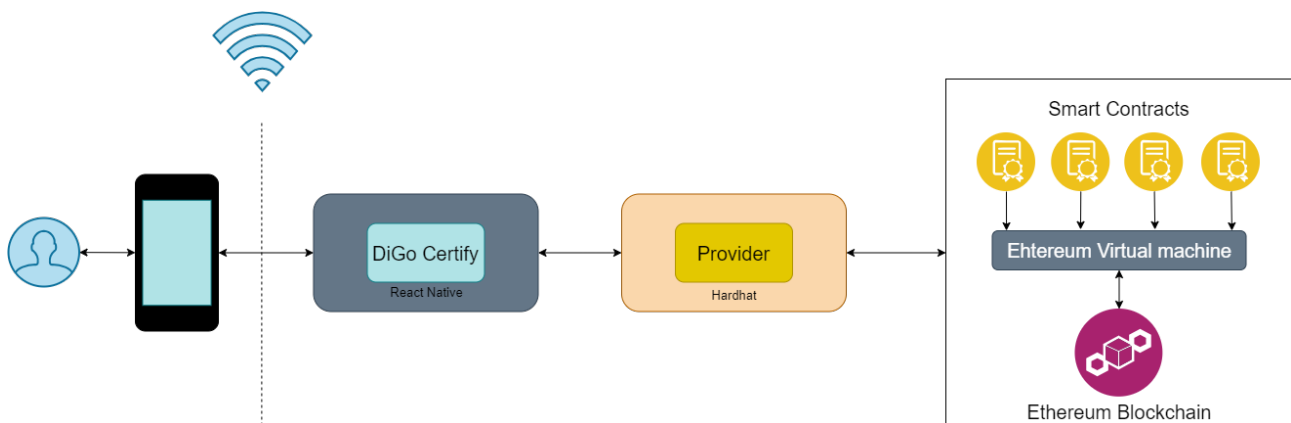 Smart Contracts
DiGo Certify
React Native
Provider
Hardhat
Ehtereum Virtual machine
Ethereum Blockchain